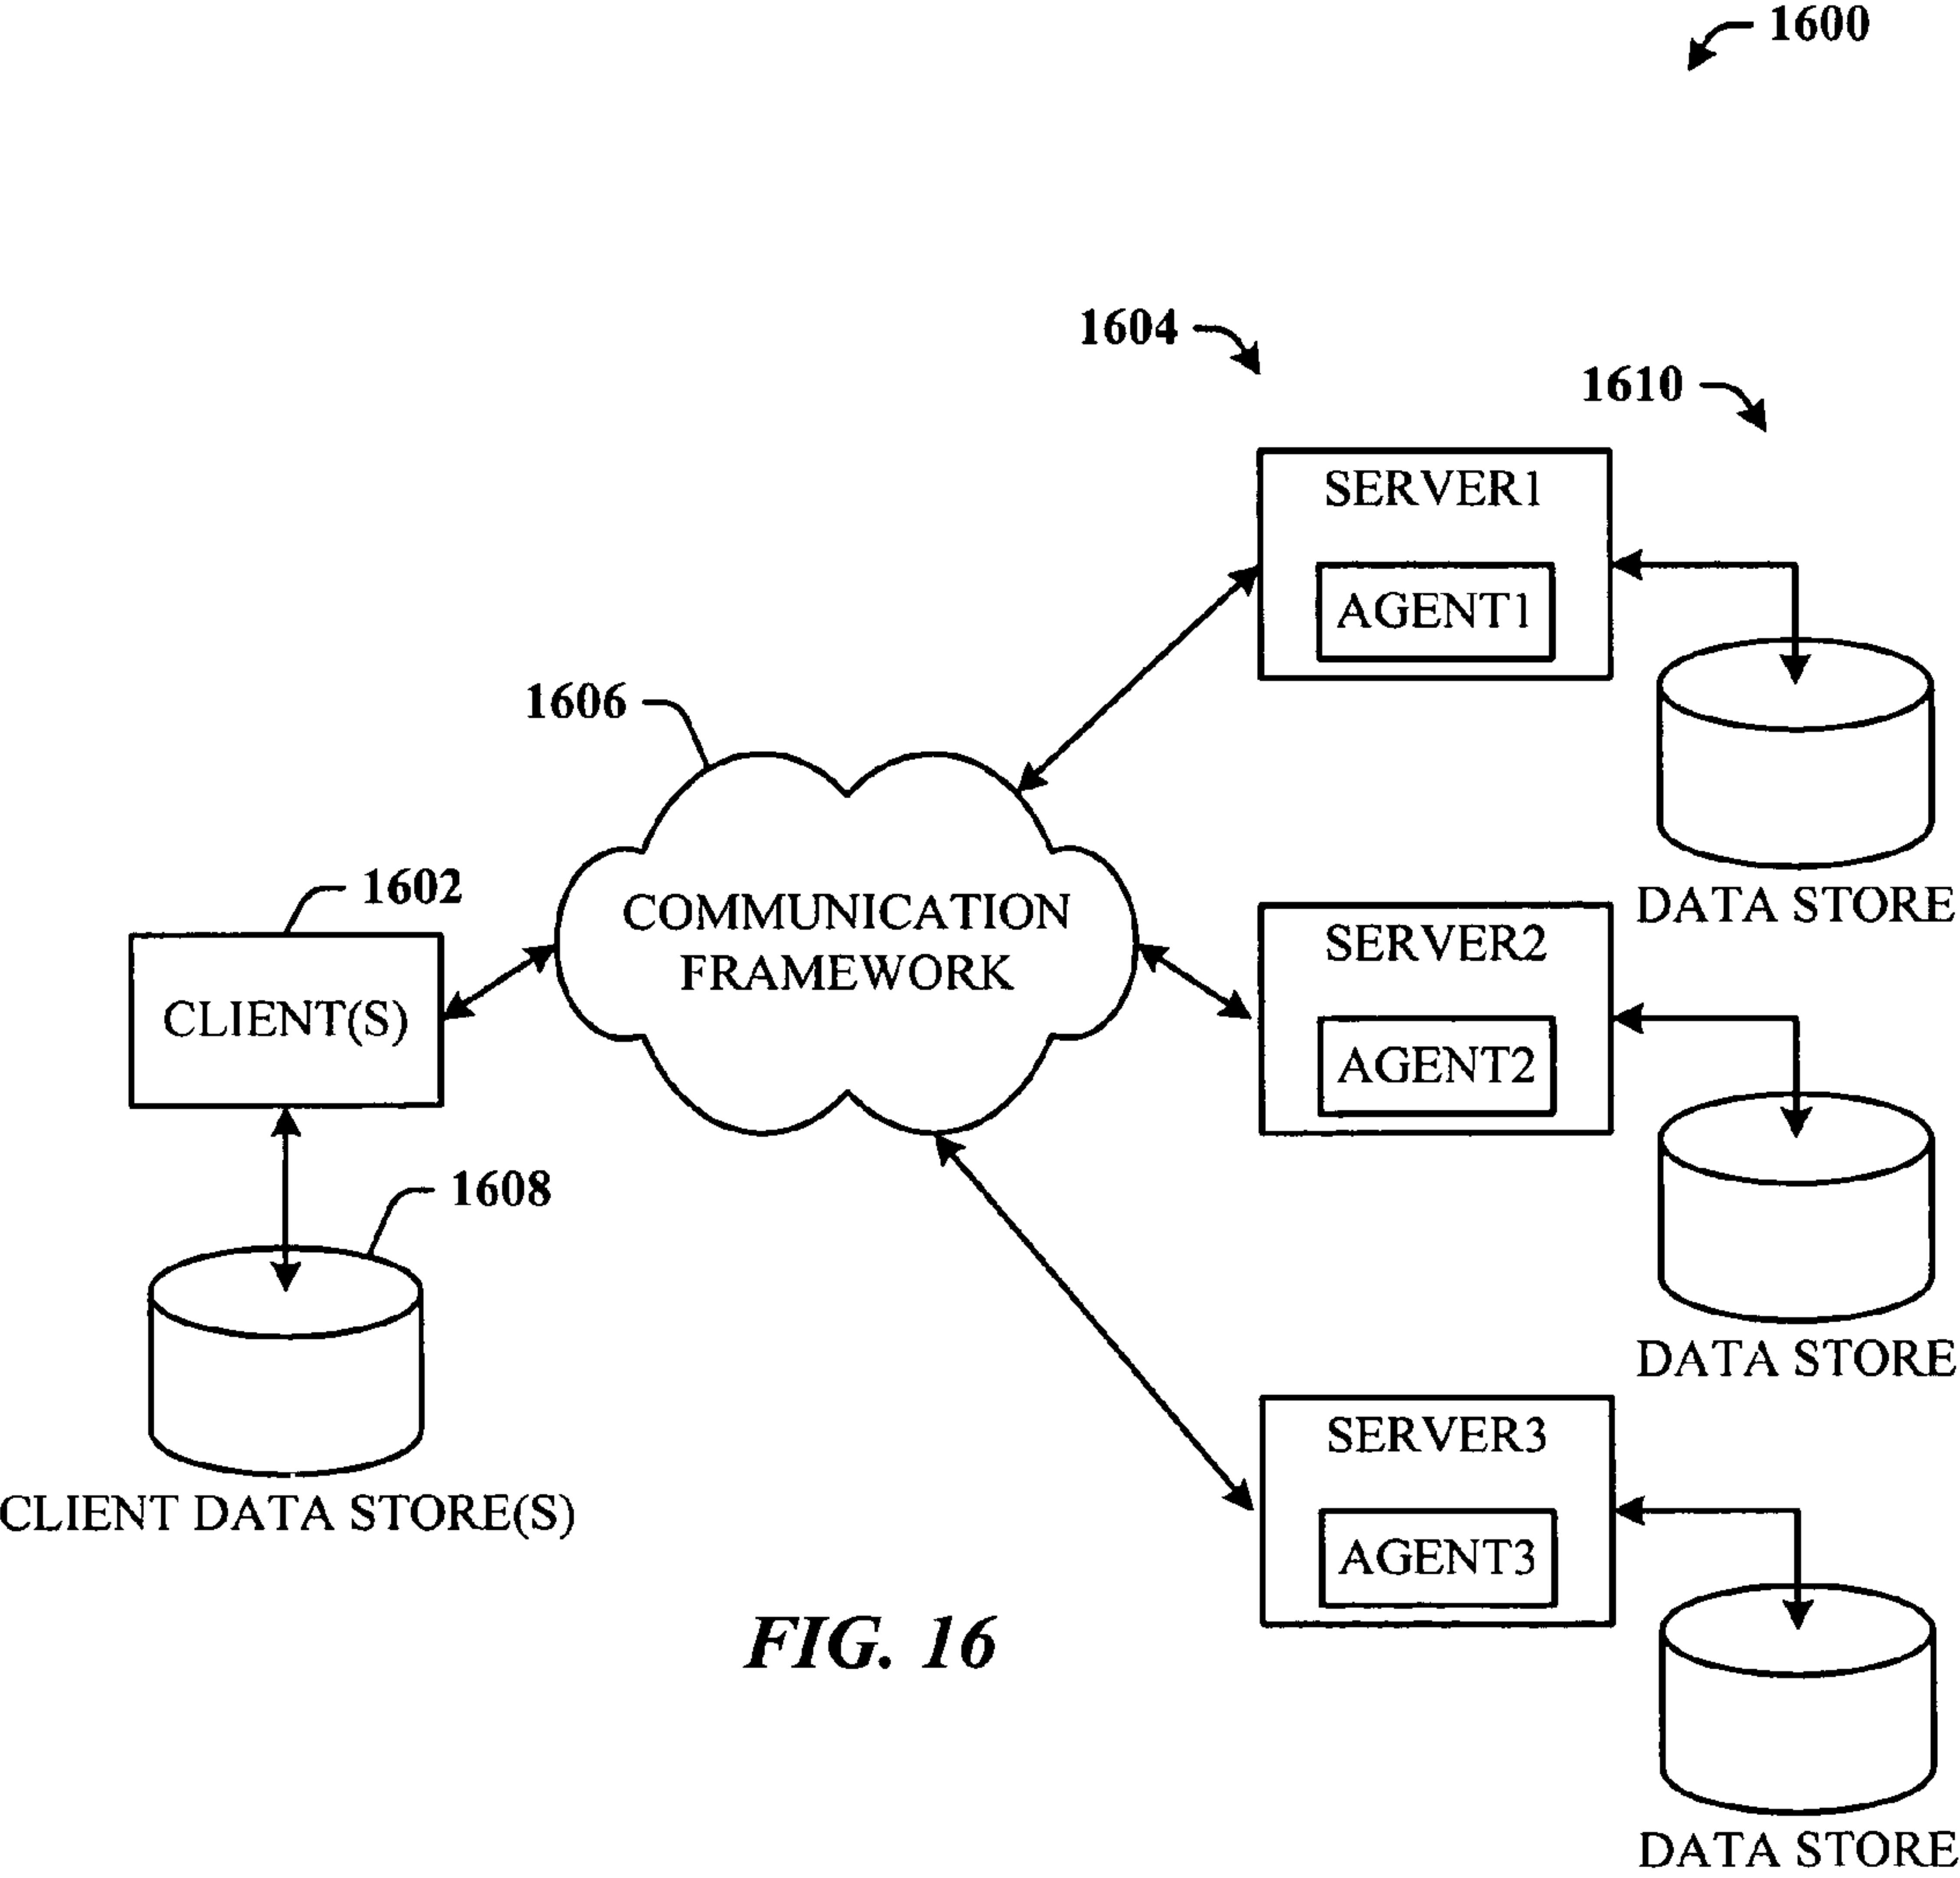 1600
1604
1610
SERVER1
AGENT1
DATA STORE
1606
COMMUNICATION
FRAMEWORK
1602
CLIENT(S)
SERVER2
AGENT2
DATA STORE
1608
CLIENT DATA STORE(S)
SERVER3
AGENT3
DATA STORE
FIG. 16